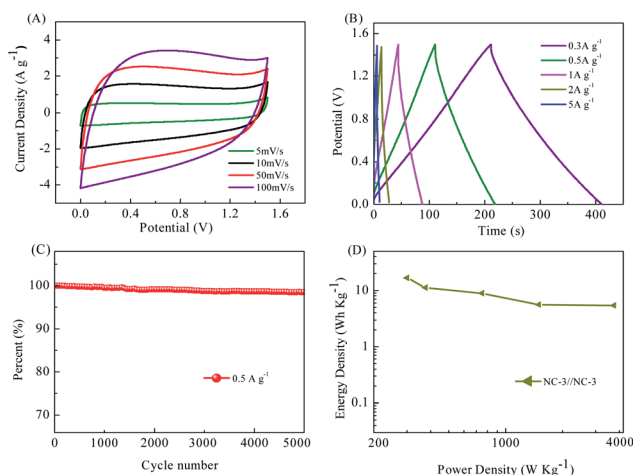 (A)
Current Density (A g⁻¹)
4
2
0
-2
-4
0.0 0.4 0.8 1.2 1.6
Potential (V)
5mV/s
10mV/s
50mV/s
100mV/s
(B)
Potential (V)
1.6
1.2
0.8
0.4
0.0
0 100 200 300 400 500
Time (s)
0.3A g⁻¹
0.5A g⁻¹
1A g⁻¹
2A g⁻¹
5A g⁻¹
(C)
Percent (%)
100
90
80
70
0 1000 2000 3000 4000 5000
Cycle number
0.5 A g⁻¹
(D)
Energy Density (Wh Kg⁻¹)
10
1
0.1
200 1000 4000
Power Density (W Kg⁻¹)
NC-3//NC-3